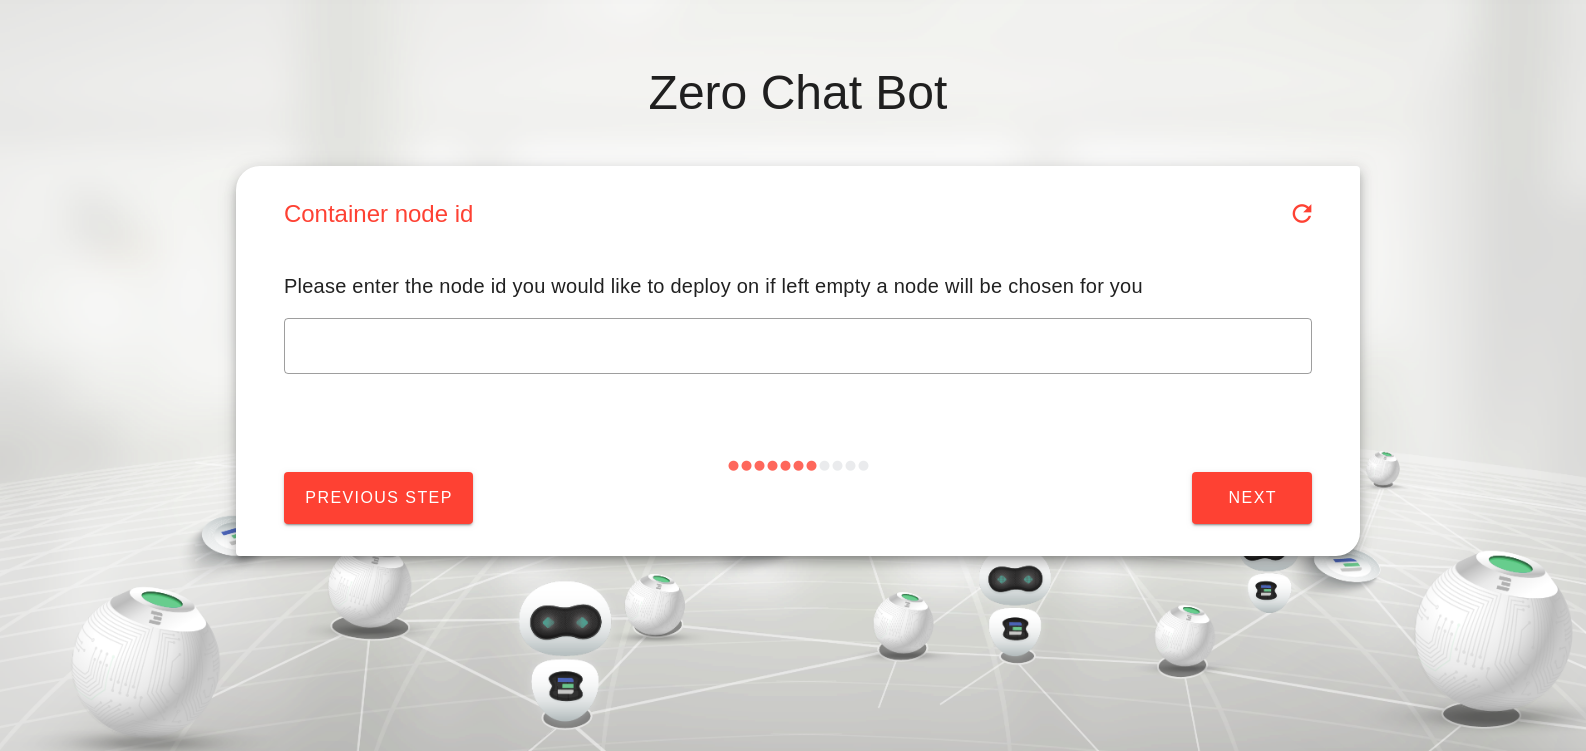 Zero Chat Bot
Container node id
Please enter the node id you would like to deploy on if left empty a node will be chosen for you
PREVIOUS STEP
NEXT